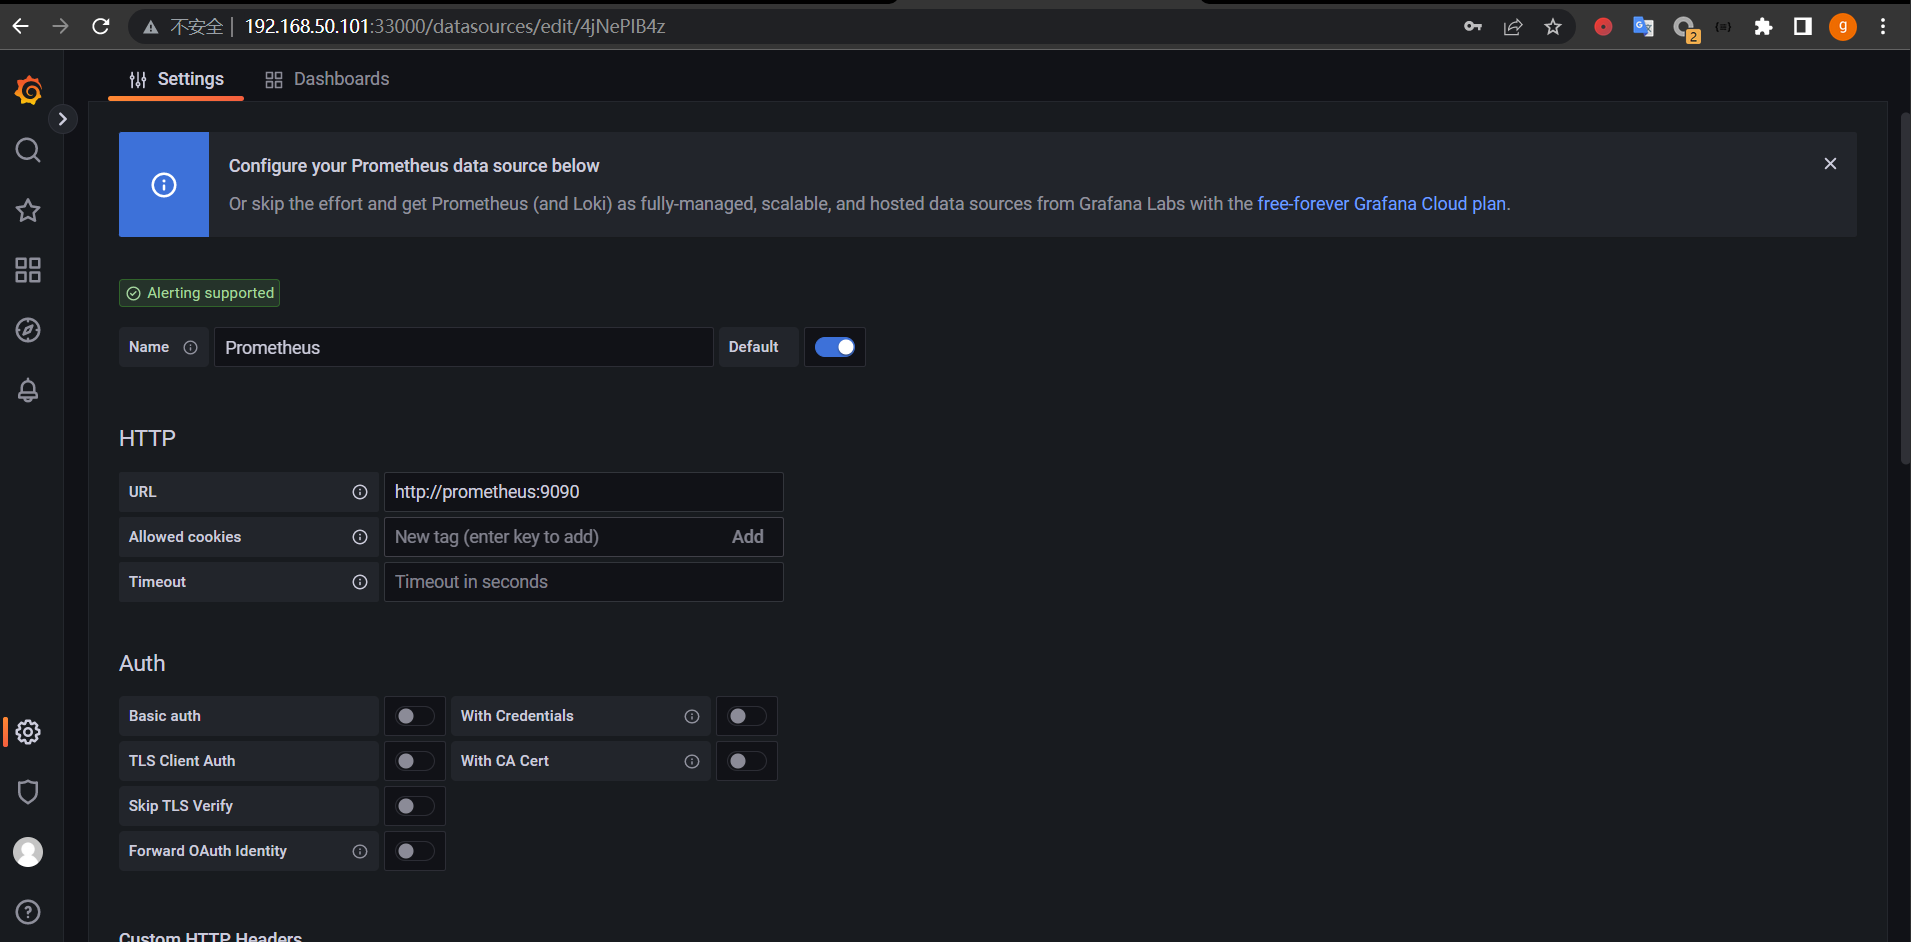 不安全 192.168.50.101:33000/datasources/edit/4jNePIB4z
2
g
Settings Dashboards
Configure your Prometheus data source below
Or skip the effort and get Prometheus (and Loki) as fully-managed, scalable, and hosted data sources from Grafana Labs with the free-forever Grafana Cloud plan.
Alerting supported
Name Prometheus Default
HTTP
URL http://prometheus:9090
Allowed cookies New tag (enter key to add) Add
Timeout Timeout in seconds
Auth
Basic auth With Credentials
TLS Client Auth With CA Cert
Skip TLS Verify
Forward OAuth Identity
Custom HTTP Headers